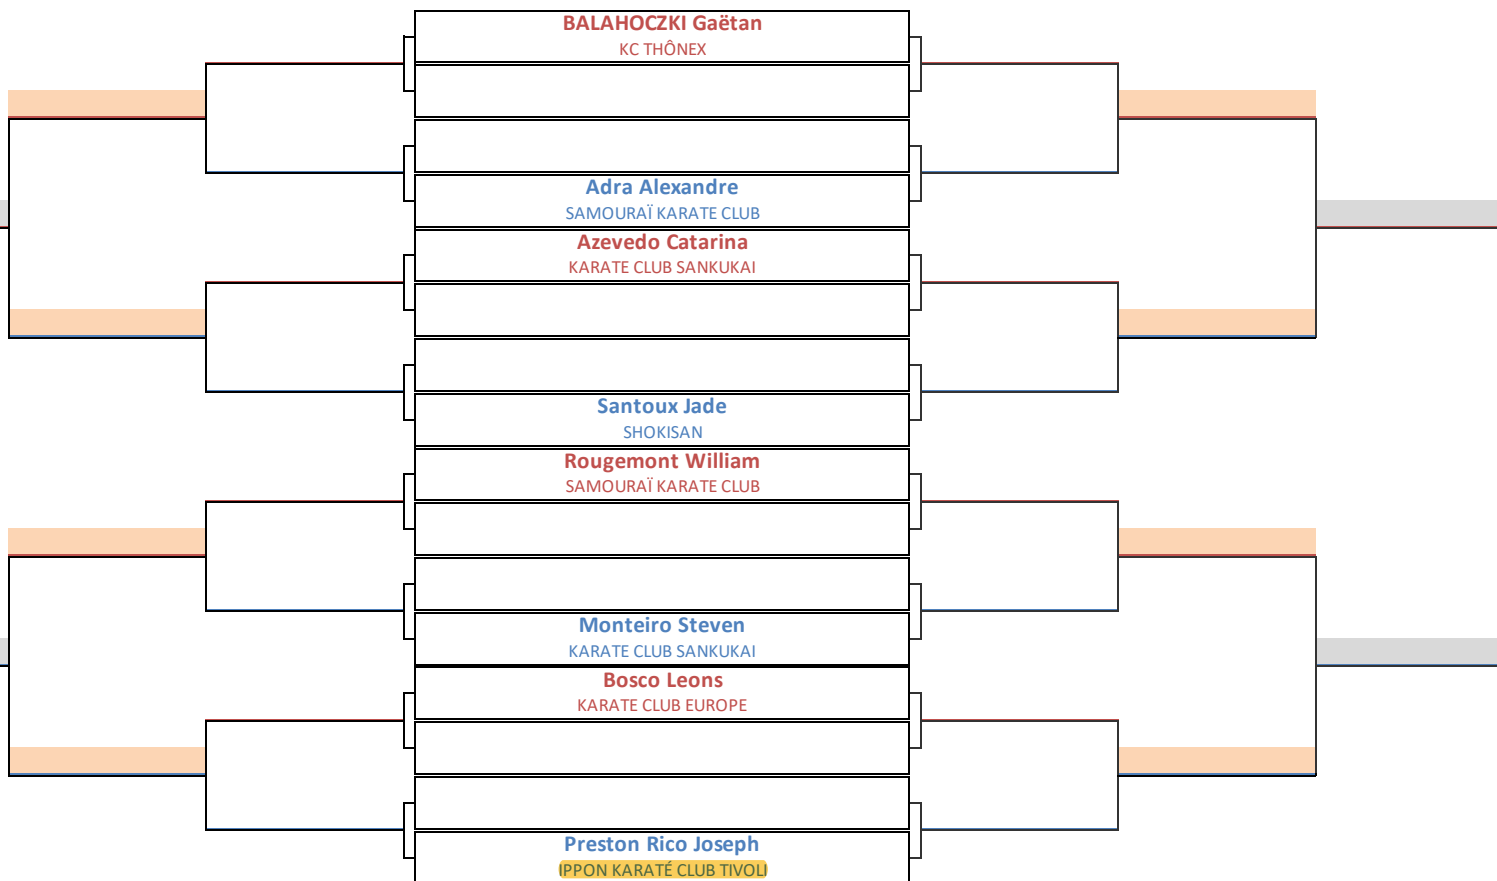 BALAHOCZKI Gaëtan
KC THÔNEX
Adra Alexandre
SAMOURAÏ KARATE CLUB
Azevedo Catarina
KARATE CLUB SANKUKAI
Santoux Jade
SHOKISAN
Rougemont William
SAMOURAÏ KARATE CLUB
Monteiro Steven
KARATE CLUB SANKUKAI
Bosco Leons
KARATE CLUB EUROPE
Preston Rico Joseph
IPPON KARATÉ CLUB TIVOLI